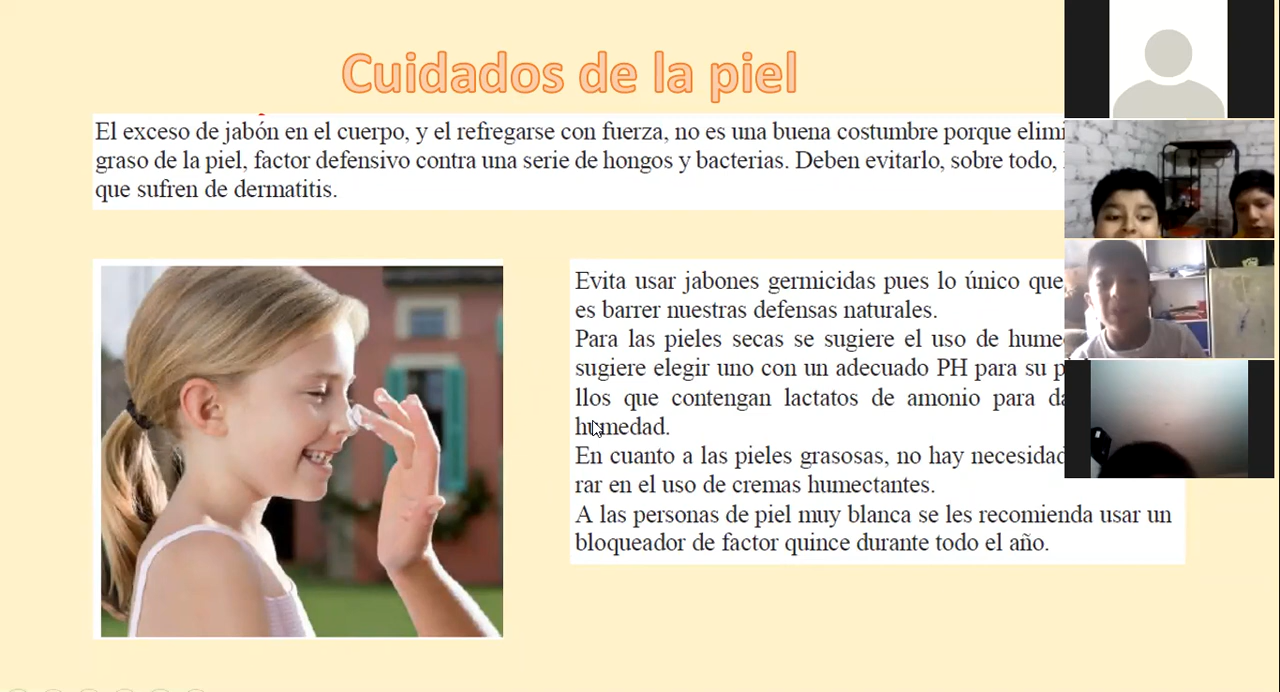 Cuidados de la piel
El exceso de jabón en el cuerpo, y el refregarse con fuerza, no es una buena costumbre porque
graso de la piel, factor defensivo contra una serie de hongos y bacterias. Deben evitarlo, sobre todo,
que sufren de dermatitis.
Evita usar jabones germicidas pues lo único que
es barrer nuestras defensas naturales.
Para las pieles secas se sugiere el uso de
sugiere elegir uno con un adecuado PH para su
llos que contengan lactatos de amonio para
humedad.
En cuanto a las pieles grasosas, no hay necesidad
rar en el uso de cremas humectantes.
A las personas de piel muy blanca se les recomienda usar un
bloqueador de factor quince durante todo el año.